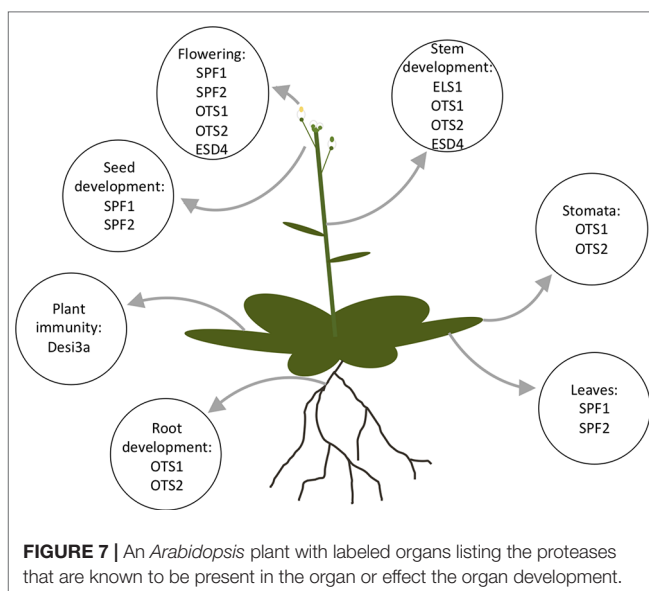 Flowering:
SPF1
SPF2
OTS1
OTS2
ESD4
Stem
development:
ELS1
OTS1
OTS2
ESD4
Seed
development:
SPF1
SPF2
Stomata:
OTS1
OTS2
Plant
immunity:
Desi3a
Leaves:
SPF1
SPF2
Root
development:
OTS1
OTS2
FIGURE 7 | An Arabidopsis plant with labeled organs listing the proteases
that are known to be present in the organ or effect the organ development.